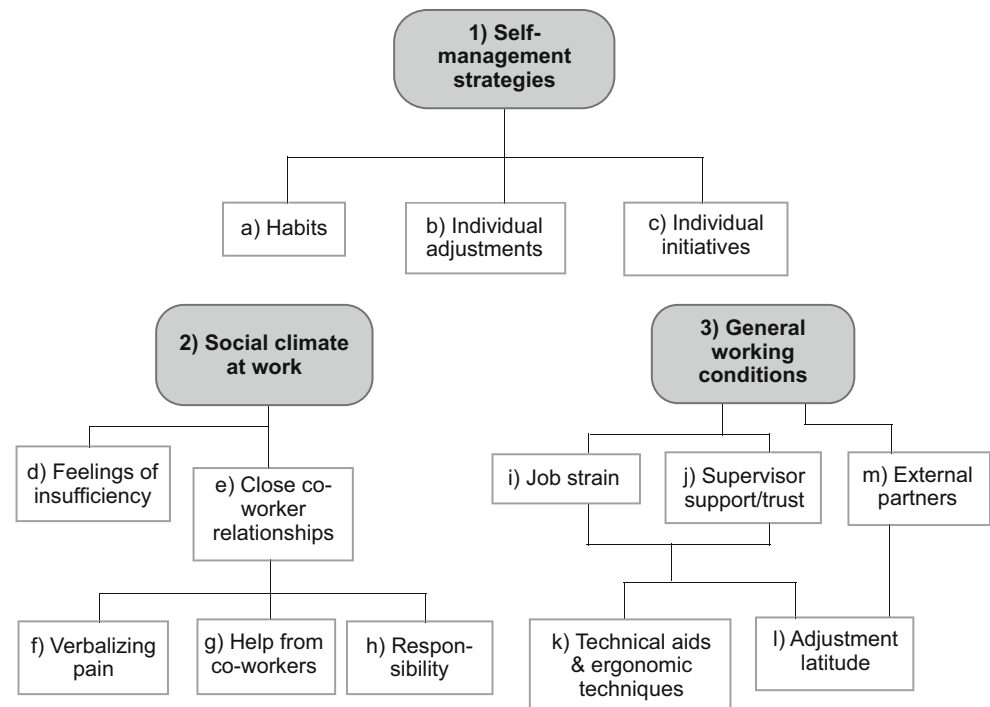 1) Self-
management
strategies
a) Habits
b) Individual
adjustments
c) Individual
initiatives
2) Social climate
at work
3) General
working
conditions
d) Feelings of
insufficiency
e) Close co-
worker
relationships
i) Job strain
j) Supervisor
support/trust
m) External
partners
f) Verbalizing
pain
g) Help from
co-workers
h) Respon-
sibility
k) Technical aids
& ergonomic
techniques
l) Adjustment
latitude